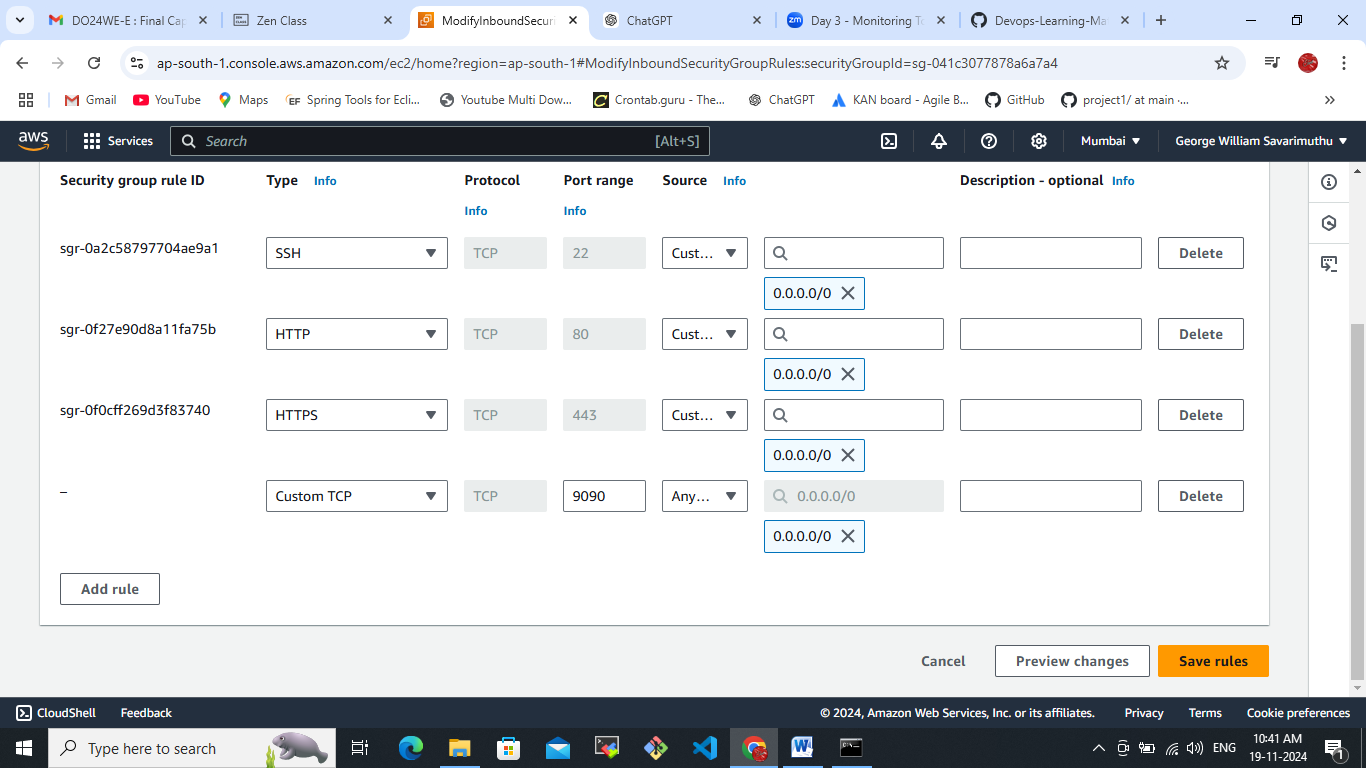 DO24WE-E : Final Cap
Zen Class
ModifyInboundSecuri
ChatGPT
zm
Day 3 - Monitoring To
Devops-Learning-Ma
ap-south-1.console.aws.amazon.com/ec2/home?region=ap-south-1#ModifyInboundSecurityGroupRules:securityGroupId=sg-041c3077878a6a7a4
Gmail
YouTube
Maps
EF Spring Tools for Ecli...
Youtube Multi Dow...
Crontab.guru - The...
ChatGPT
KAN board - Agile B...
GitHub
project1/ at main ·...
aws
Services
Search
[Alt+S]
Mumbai
George William Savarimuthu
Security group rule ID
Type Info
Protocol
Info
Port range
Info
Source Info
Description - optional Info
sgr-0a2c58797704ae9a1
SSH
TCP
22
Cust...
0.0.0.0/0
Delete
sgr-0f27e90d8a11fa75b
HTTP
TCP
80
Cust...
0.0.0.0/0
Delete
sgr-0f0cff269d3f83740
HTTPS
TCP
443
Cust...
0.0.0.0/0
Delete
–
Custom TCP
TCP
9090
Any...
0.0.0.0/0
0.0.0.0/0
Delete
Add rule
Cancel
Preview changes
Save rules
CloudShell
Feedback
© 2024, Amazon Web Services, Inc. or its affiliates.
Privacy
Terms
Cookie preferences
Type here to search
ENG
10:41 AM
19-11-2024
1